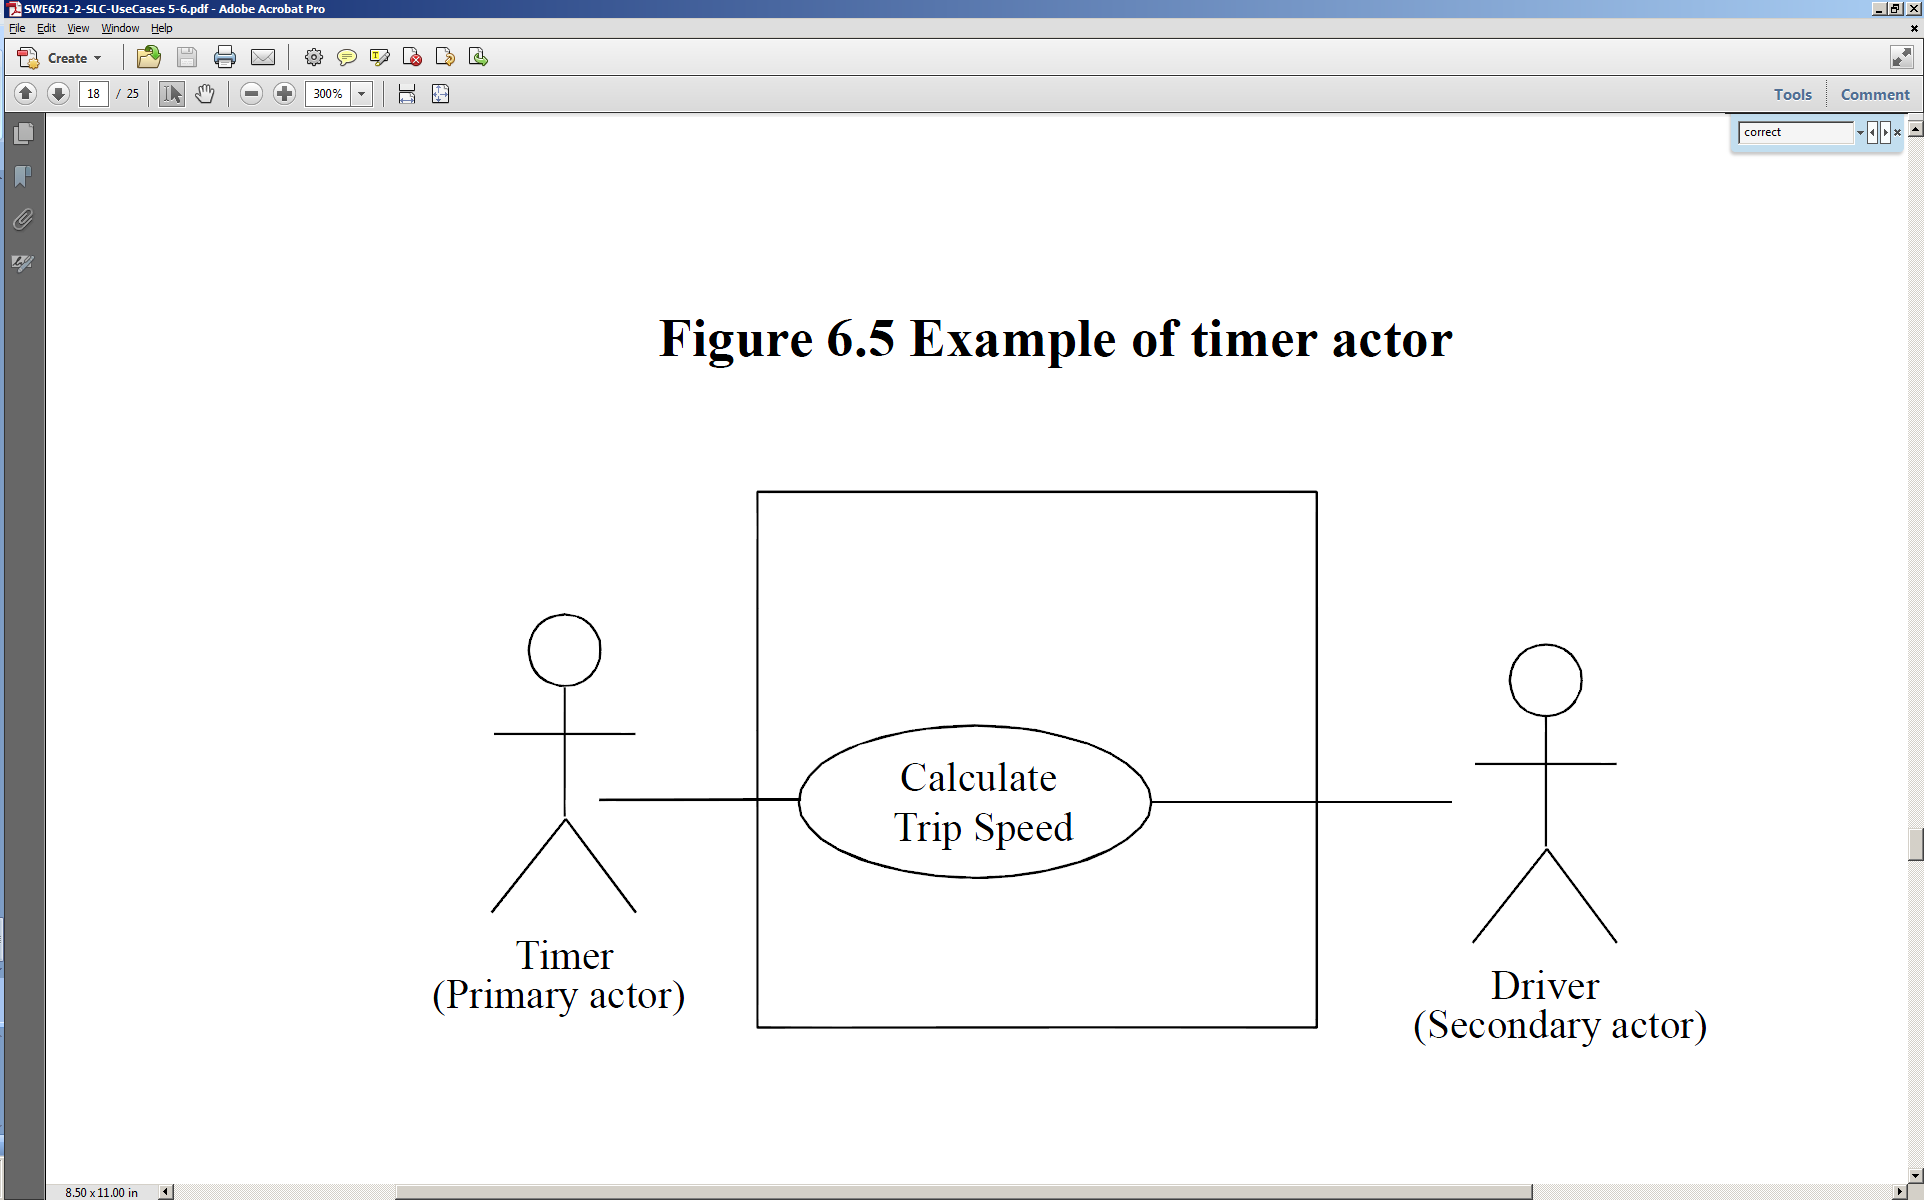 SWE621-2-SLC-UseCases 5-6.pdf - Adobe Acrobat Pro
File Edit View Window Help
Create
18 / 25 300% Tools Comment
correct
Figure 6.5 Example of timer actor
Calculate
Trip Speed
Timer
(Primary actor)
Driver
(Secondary actor)
8.50 x 11.00 in